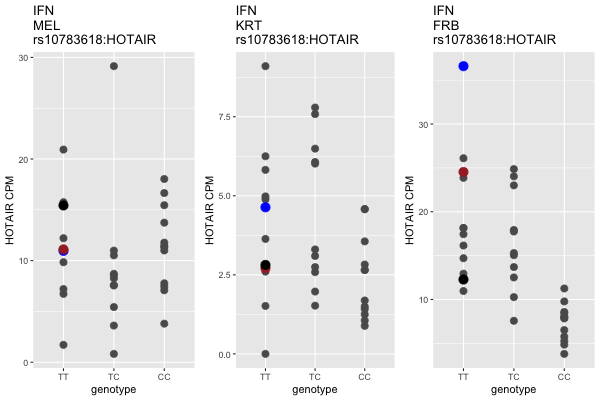 IFN
MEL
rs10783618:HOTAIR
30
20
10
0
HOTAIR CPM
TT TC CC
genotype
IFN
KRT
rs10783618:HOTAIR
7.5
5.0
2.5
0.0
HOTAIR CPM
TT TC CC
genotype
IFN
FRB
rs10783618:HOTAIR
30
20
10
HOTAIR CPM
TT TC CC
genotype